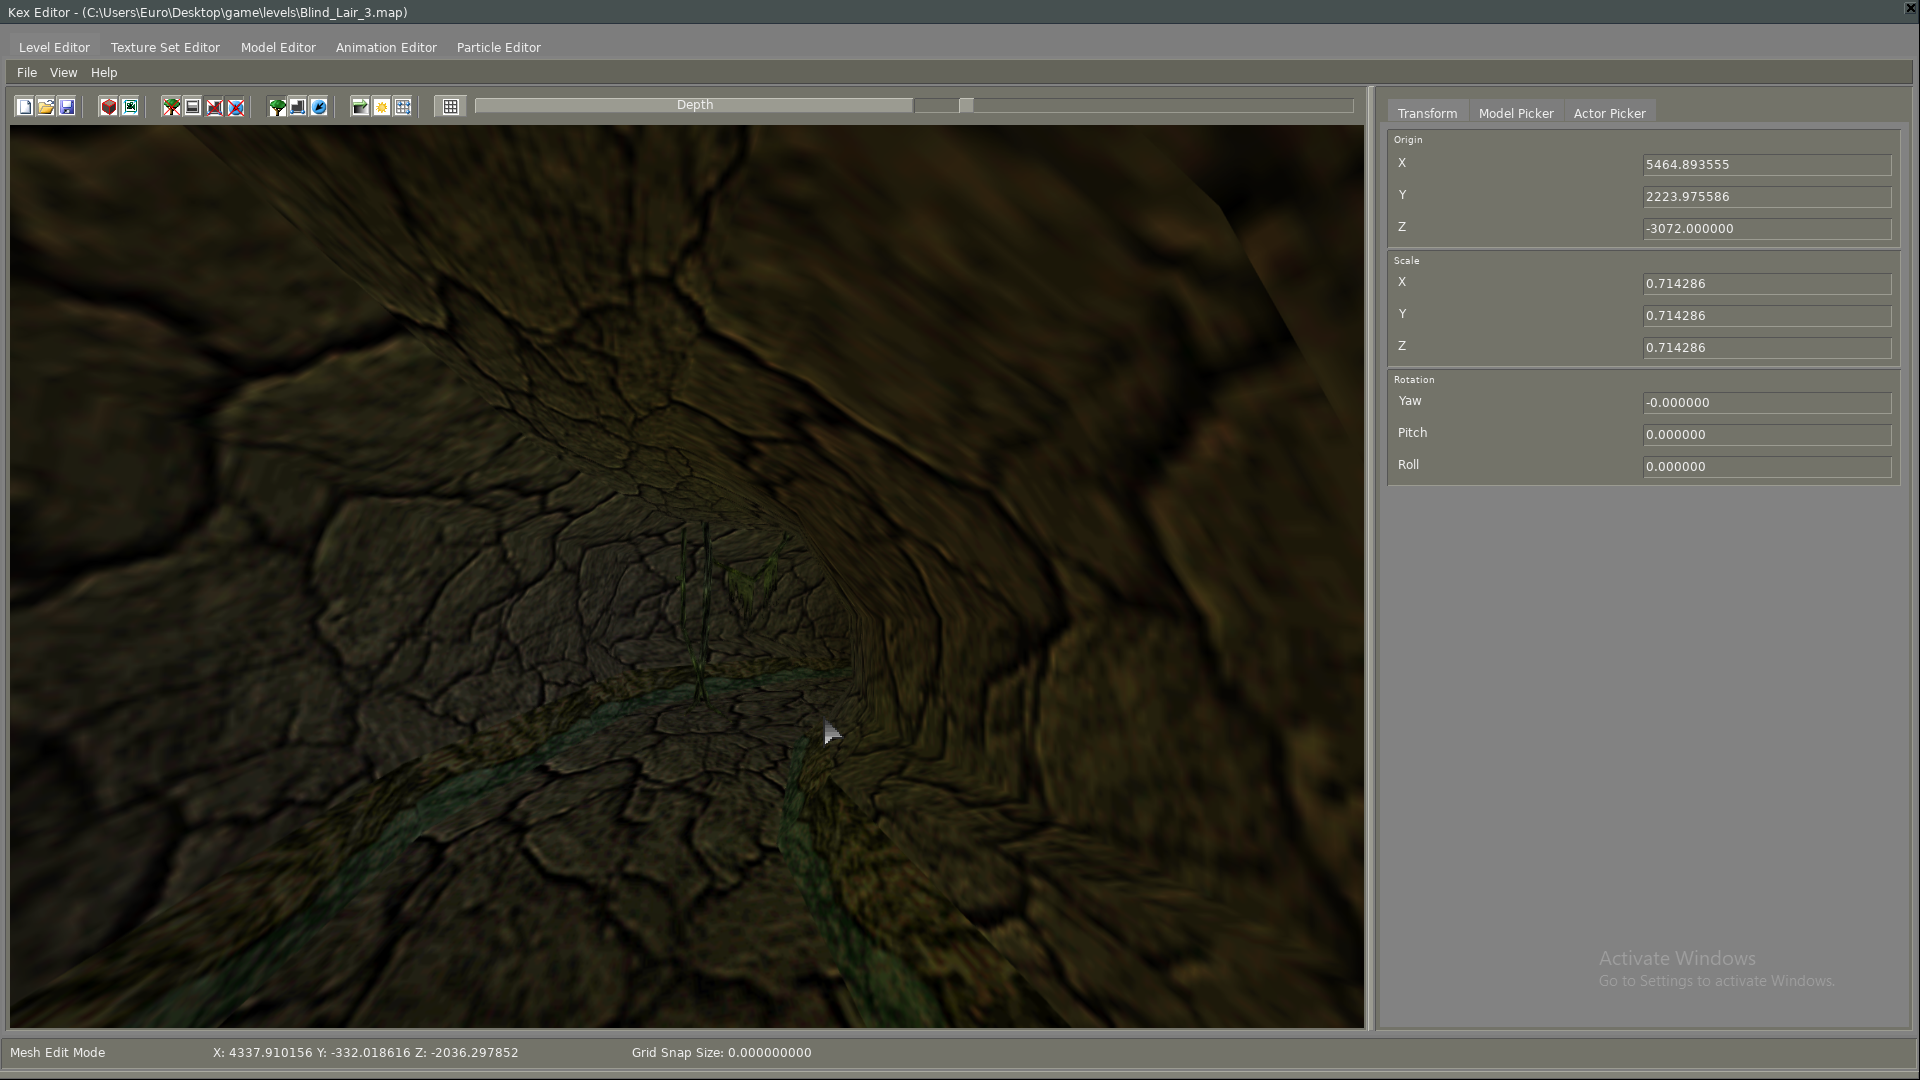 Kex Editor - (C:\Users\Euro\Desktop\game\levels\Blind_Lair_3.map)
Level Editor Texture Set Editor Model Editor Animation Editor Particle Editor
File View Help
Depth
Transform Model Picker Actor Picker
Origin
X 5464.893555
Y 2223.975586
Z -3072.000000
Scale
X 0.714286
Y 0.714286
Z 0.714286
Rotation
Yaw -0.000000
Pitch 0.000000
Roll 0.000000
Activate Windows
Go to Settings to activate Windows.
Mesh Edit Mode X: 4337.910156 Y: -332.018616 Z: -2036.297852 Grid Snap Size: 0.000000000